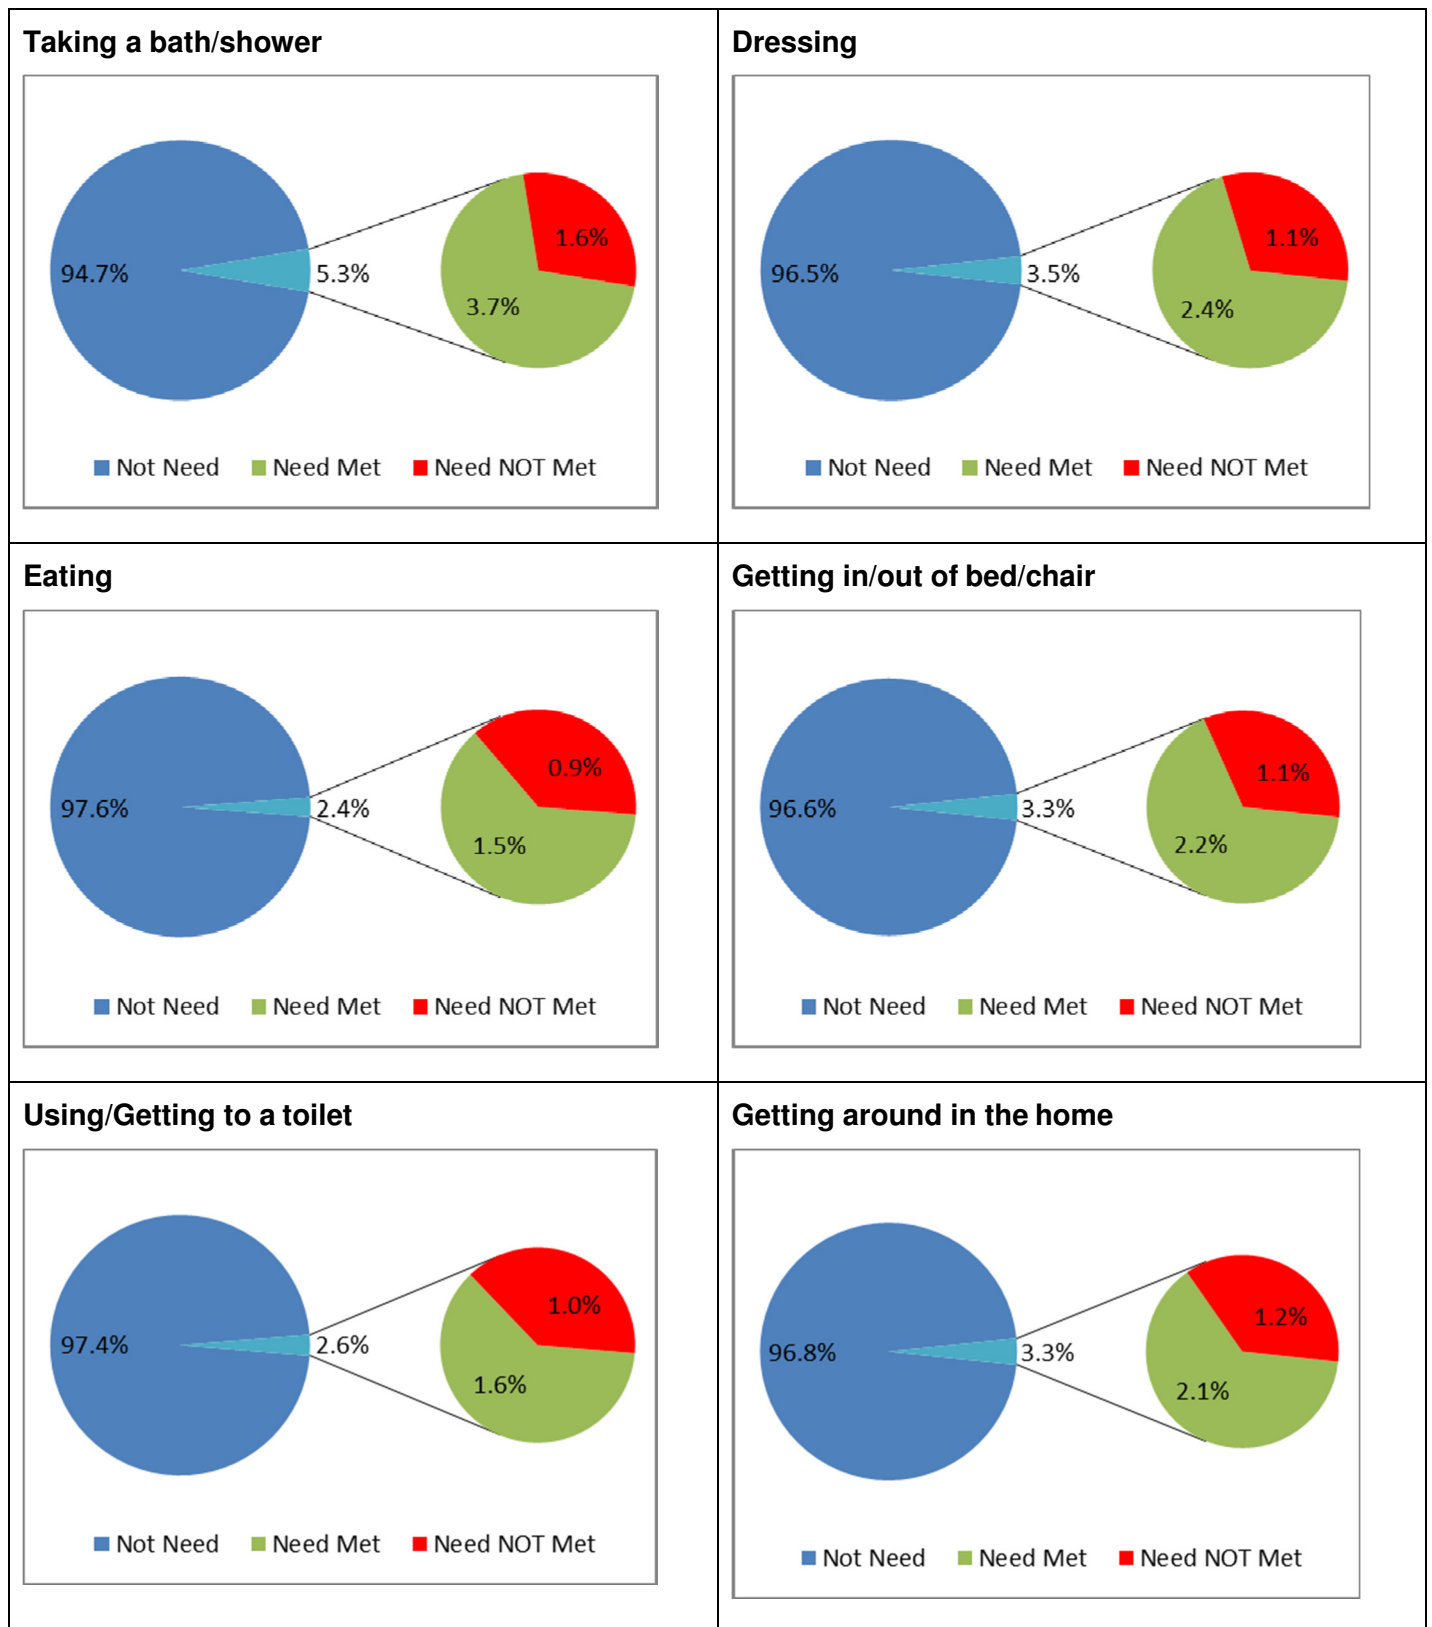 Taking a bath/shower
94.7%
5.3%
1.6%
3.7%
Not Need Need Met Need NOT Met
Dressing
96.5%
3.5%
1.1%
2.4%
Not Need Need Met Need NOT Met
Eating
97.6%
2.4%
0.9%
1.5%
Not Need Need Met Need NOT Met
Getting in/out of bed/chair
96.6%
3.3%
1.1%
2.2%
Not Need Need Met Need NOT Met
Using/Getting to a toilet
97.4%
2.6%
1.0%
1.6%
Not Need Need Met Need NOT Met
Getting around in the home
96.8%
3.3%
1.2%
2.1%
Not Need Need Met Need NOT Met